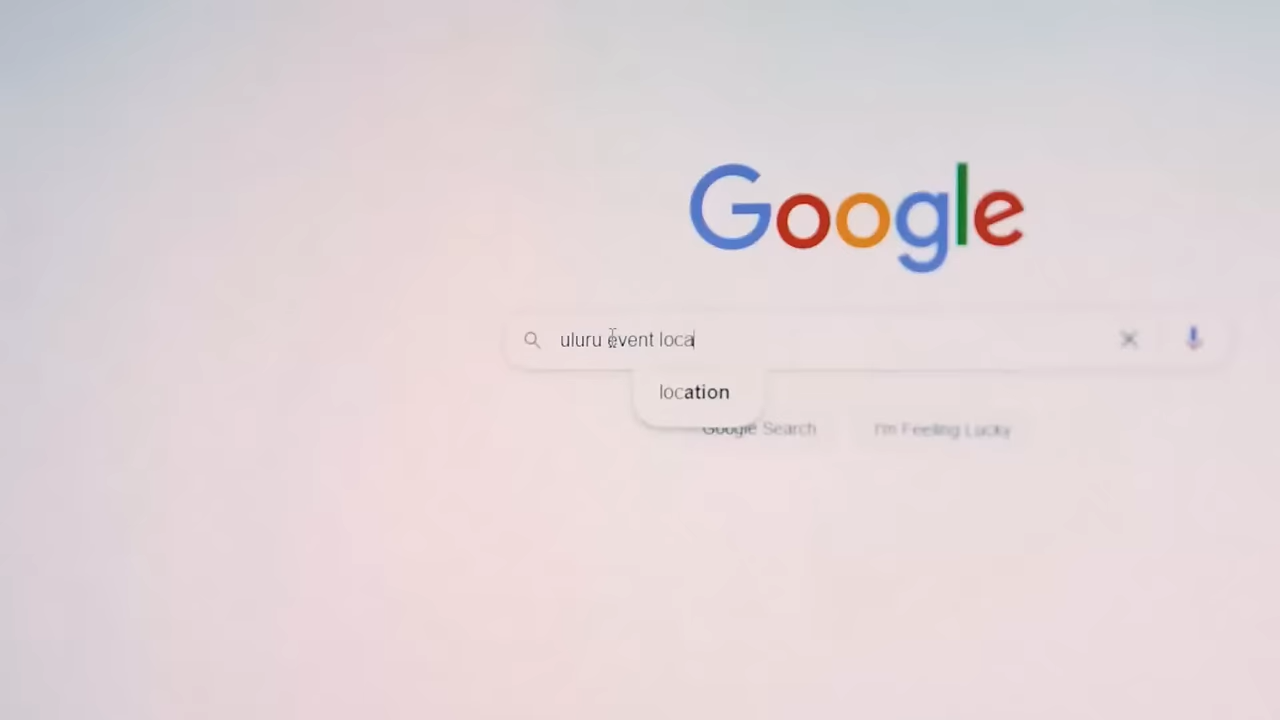 Google
uluru event loca
location
Google Search
I'm Feeling Lucky